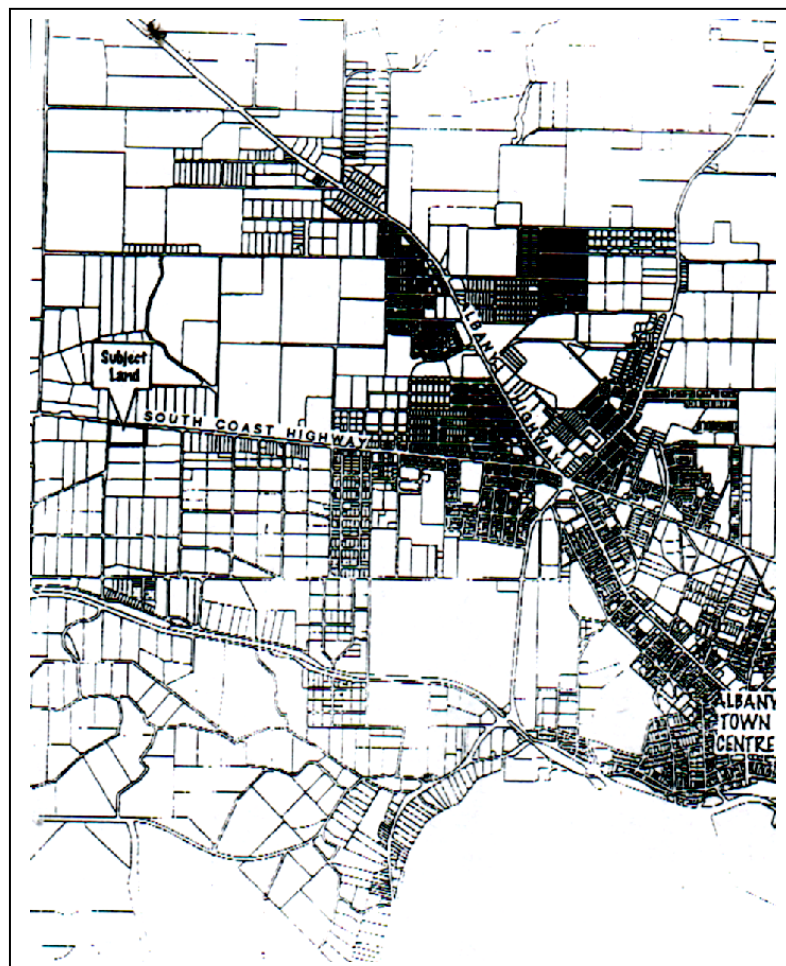 ALBANY HIGHWAY
Subject
Land
SOUTH COAST HIGHWAY
ALBANY
TOWN
CENTRE